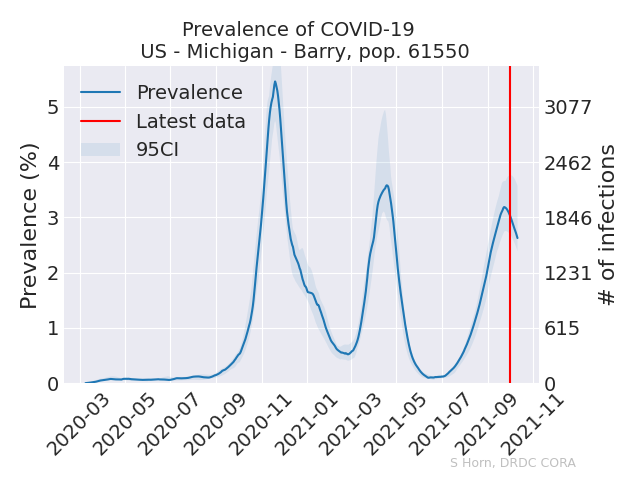 Prevalence of COVID-19
US - Michigan - Barry, pop. 61550
Prevalence
Latest data
95CI
Prevalence (%)
5
4
3
2
1
0
3077
2462
1846
1231
615
0
# of infections
2020-03
2020-05
2020-07
2020-09
2020-11
2021-01
2021-03
2021-05
2021-07
2021-09
2021-11
S Horn, DRDC CORA